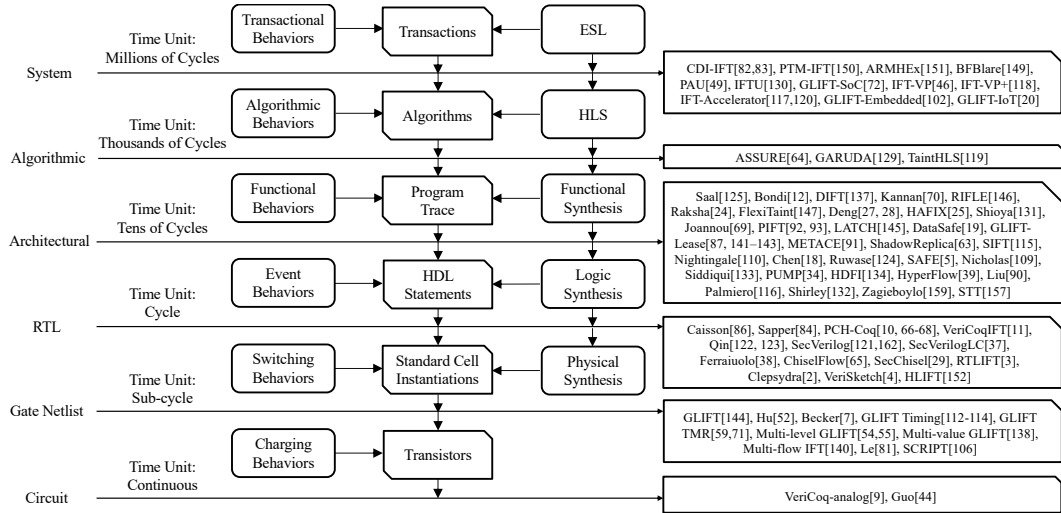 Transactional
Behaviors
Transactions
ESL
Time Unit:
Millions of Cycles
System
CDI-IFT[82,83], PTM-IFT[150], ARMHEx[151], BFBlare[149],
PAU[49], IFTU[130], GLIFT-SoC[72], IFT-VP[46], IFT-VP+[118],
IFT-Accelerator[117,120], GLIFT-Embedded[102], GLIFT-IoT[20]
Algorithmic
Behaviors
Algorithms
HLS
Time Unit:
Thousands of Cycles
Algorithmic
ASSURE[64], GARUDA[129], TaintHLS[119]
Functional
Behaviors
Program
Trace
Functional
Synthesis
Time Unit:
Tens of Cycles
Architectural
Saal[125], Bondi[12], DIFT[137], Kannan[70], RIFLE[146],
Raksha[24], FlexiTaint[147], Deng[27, 28], HAFIX[25], Shioya[131],
Joannou[69], PIFT[92, 93], LATCH[145], DataSafe[19], GLIFT-
Lease[87, 141–143], METACE[91], ShadowReplica[63], SIFT[115],
Nightingale[110], Chen[18], Ruwase[124], SAFE[5], Nicholas[109],
Siddiqui[133], PUMP[34], HDFI[134], HyperFlow[39], Liu[90],
Palmiero[116], Shirley[132], Zagieboylo[159], STT[157]
Event
Behaviors
HDL
Statements
Logic
Synthesis
Time Unit:
Cycle
RTL
Caisson[86], Sapper[84], PCH-Coq[10, 66-68], VeriCoqIFT[11],
Qin[122, 123], SecVerilog[121,162], SecVerilogLC[37],
Ferraiuolo[38], ChiselFlow[65], SecChisel[29], RTLIFT[3],
Clepsydra[2], VeriSketch[4], HLIFT[152]
Switching
Behaviors
Standard Cell
Instantiations
Physical
Synthesis
Time Unit:
Sub-cycle
Gate Netlist
GLIFT[144], Hu[52], Becker[7], GLIFT Timing[112-114], GLIFT
TMR[59,71], Multi-level GLIFT[54,55], Multi-value GLIFT[138],
Multi-flow IFT[140], Le[81], SCRIPT[106]
Charging
Behaviors
Transistors
Time Unit:
Continuous
Circuit
VeriCoq-analog[9], Guo[44]